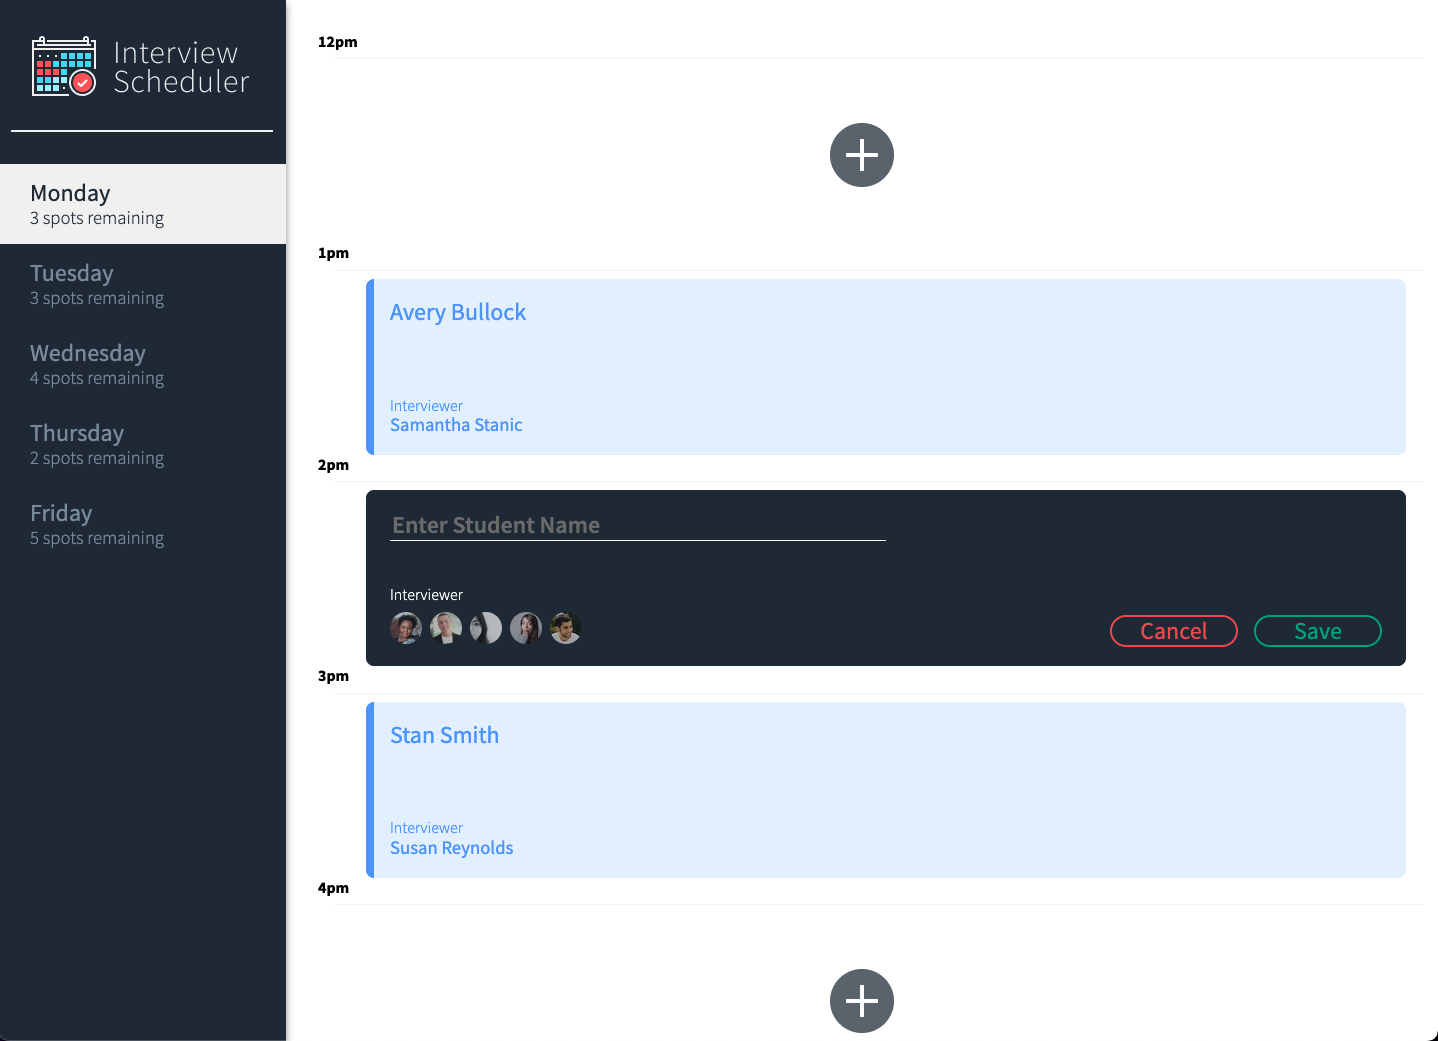 Interview
Scheduler
Monday
3 spots remaining
Tuesday
3 spots remaining
Wednesday
4 spots remaining
Thursday
2 spots remaining
Friday
5 spots remaining
12pm
1pm
Avery Bullock
Interviewer
Samantha Stanic
2pm
Enter Student Name
Interviewer
Cancel
Save
3pm
Stan Smith
Interviewer
Susan Reynolds
4pm